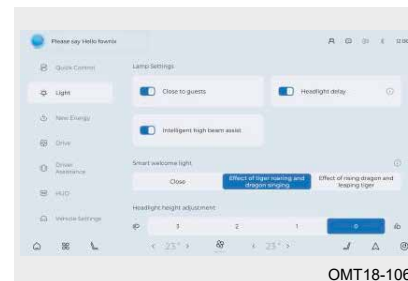 Please say Hello fownix
12:00
Quick Control
Light
New Energy
Drive
Driver
Assistance
HUD
Vehicle Settings
Lamp Settings
Close to guests
Headlight delay
Intelligent high beam assist
Smart welcome light
Close
Effect of tiger roaring and
dragon singing
Effect of rising dragon and
leaping tiger
Headlight height adjustment
3
2
1
0
< 23° >
< 23° >
OMT18-106